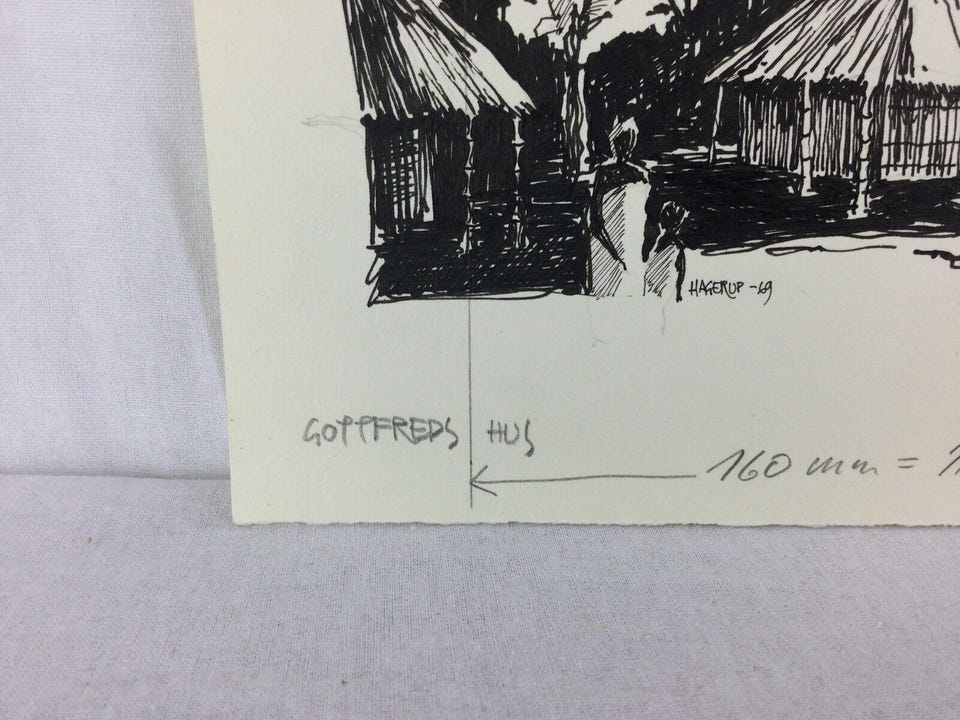 HAGERUP -69
GOTTFREDS HUS
160 mm =